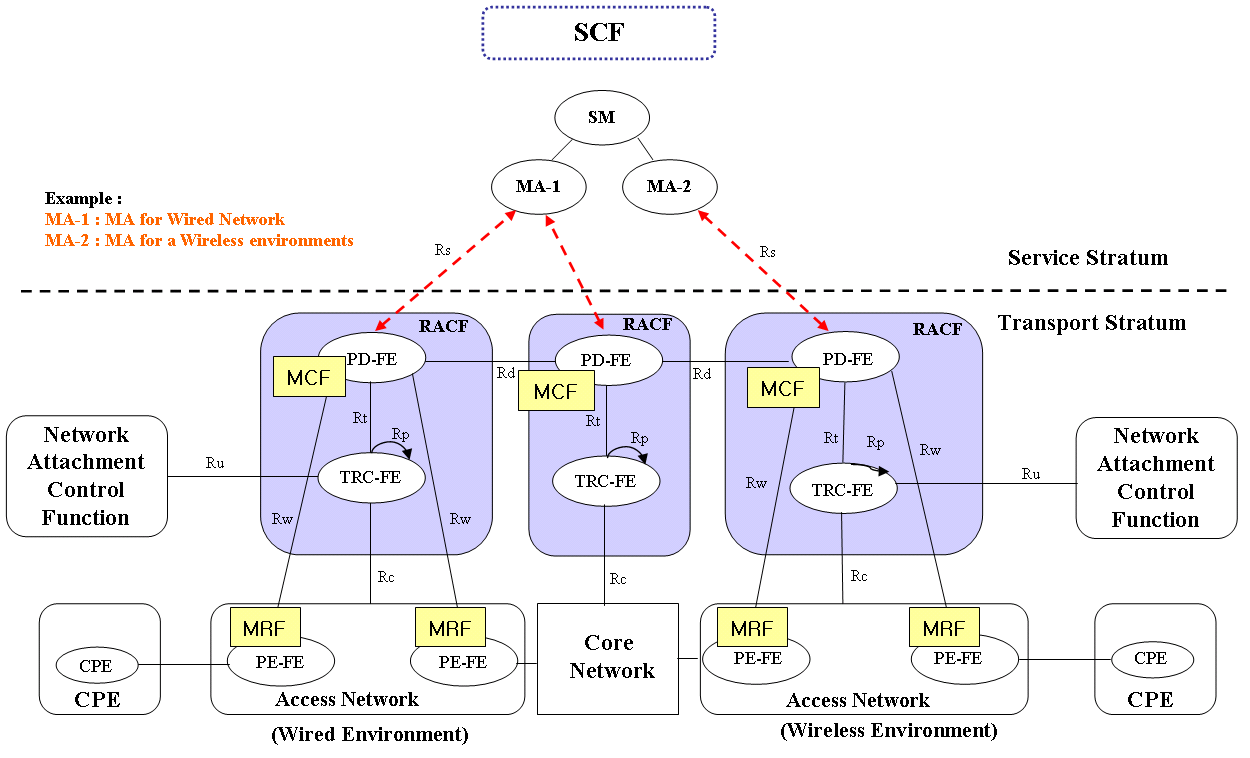 SCF
SM
MA-1
MA-2
Example :
MA-1 : MA for Wired Network
MA-2 : MA for a Wireless environments
Rs
Rs
Service Stratum
Transport Stratum
RACF
RACF
RACF
PD-FE
PD-FE
PD-FE
MCF
MCF
MCF
Rd
Rd
Rt
Rp
Rt
Rp
Rt
Rp
Rw
Network
Attachment
Control
Function
Ru
TRC-FE
TRC-FE
TRC-FE
Rw
Ru
Network
Attachment
Control
Function
Rw
Rw
Rc
Rc
Rc
MRF
MRF
MRF
MRF
CPE
CPE
PE-FE
PE-FE
Access Network
(Wired Environment)
Core
Network
PE-FE
PE-FE
Access Network
(Wireless Environment)
CPE
CPE